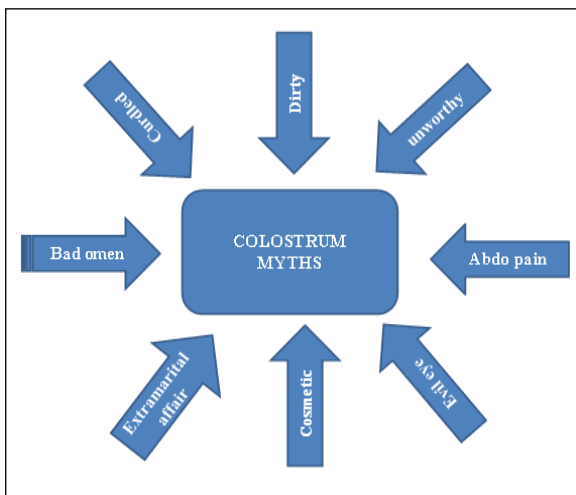 Curdled
Dirty
unworthy
Bad omen
COLOSTRUM
MYTHS
Abdo pain
Extramarital
affair
Cosmetic
Evil eye